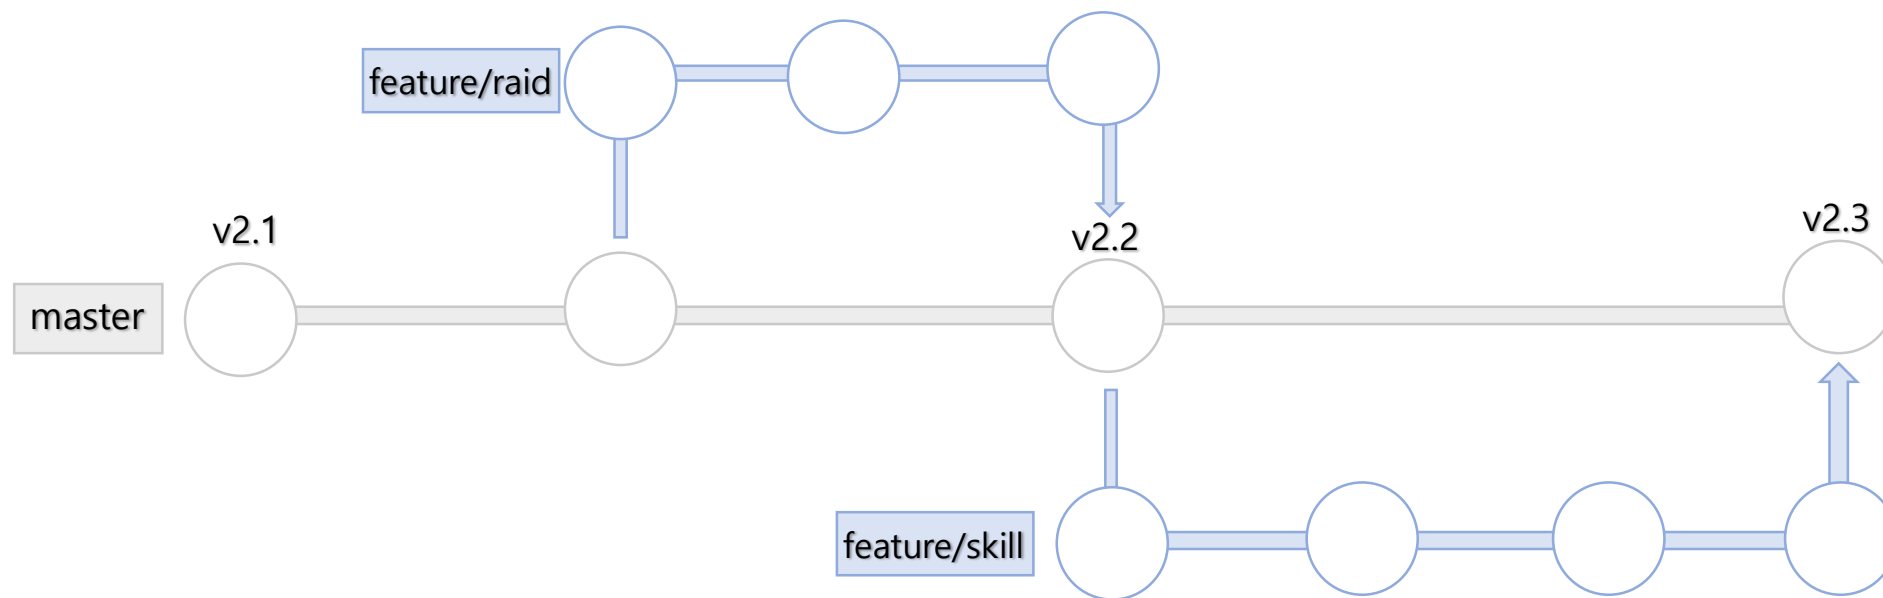 feature/raid
v2.1
v2.2
v2.3
master
feature/skill